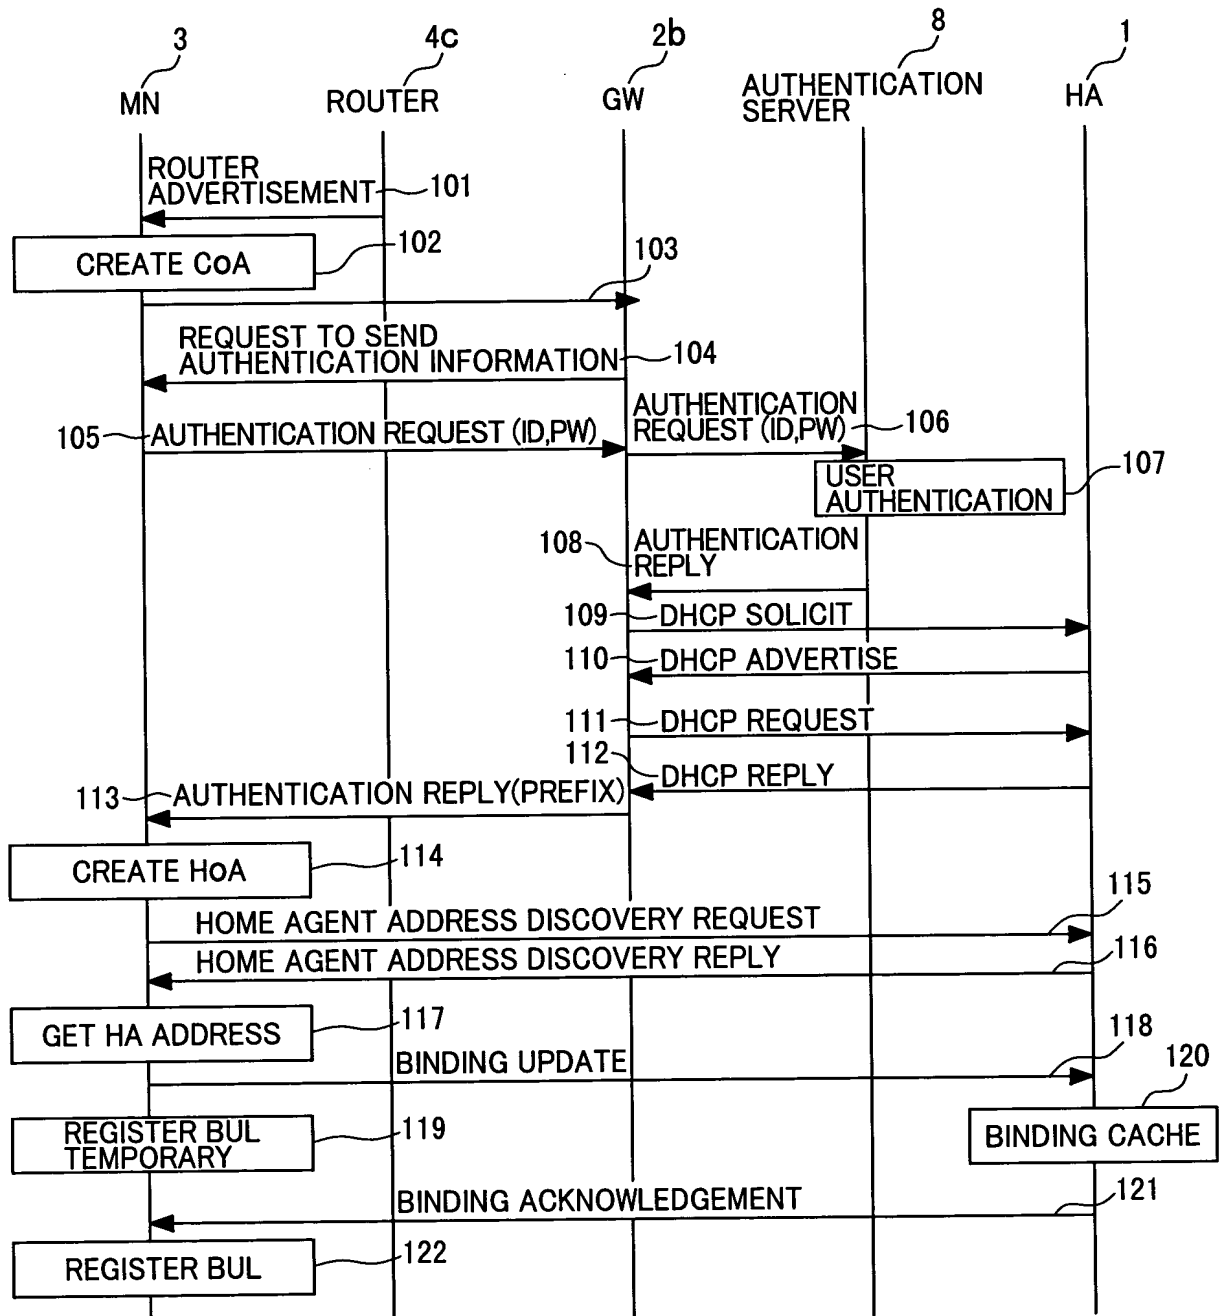 3
4c
2b
8
1
MN
ROUTER
GW
AUTHENTICATION
SERVER
HA
ROUTER
ADVERTISEMENT
101
CREATE CoA
102
103
REQUEST TO SEND
AUTHENTICATION INFORMATION
104
105
AUTHENTICATION REQUEST (ID,PW)
AUTHENTICATION
REQUEST (ID,PW)
106
USER
AUTHENTICATION
107
108
AUTHENTICATION
REPLY
109
DHCP SOLICIT
110
DHCP ADVERTISE
111
DHCP REQUEST
112
DHCP REPLY
113
AUTHENTICATION REPLY(PREFIX)
CREATE HoA
114
HOME AGENT ADDRESS DISCOVERY REQUEST
115
HOME AGENT ADDRESS DISCOVERY REPLY
116
GET HA ADDRESS
117
BINDING UPDATE
118
120
REGISTER BUL
TEMPORARY
119
BINDING CACHE
BINDING ACKNOWLEDGEMENT
121
REGISTER BUL
122